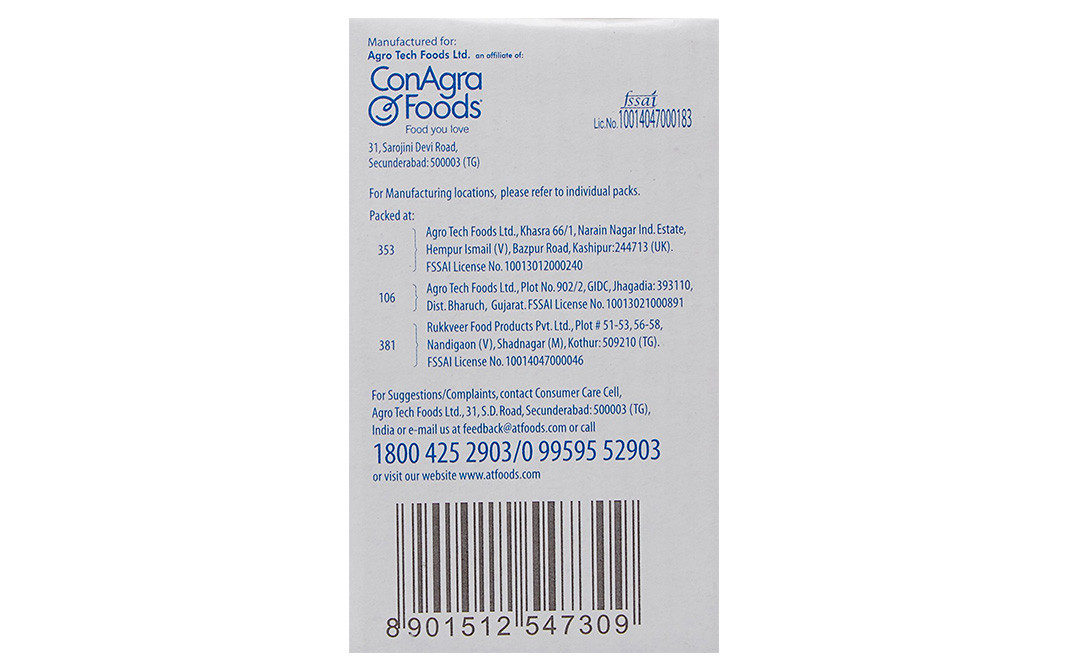 Manufactured for:
Agro Tech Foods Ltd. an affiliate of:
ConAgra
Foods
Food you love
fssai
Lic.No.10014047000183
31, Sarojini Devi Road,
Secunderabad: 500003 (TG)
For Manufacturing locations, please refer to individual packs.
Packed at:
353
Agro Tech Foods Ltd., Khasra 66/1, Narain Nagar Ind. Estate,
Hempur Ismail (V), Bazpur Road, Kashipur:244713 (UK).
FSSAI License No. 10013012000240
106
Agro Tech Foods Ltd., Plot No. 902/2, GIDC, Jhagadia: 393110,
Dist. Bharuch, Gujarat. FSSAI License No. 10013021000891
381
Rukkveer Food Products Pvt. Ltd., Plot # 51-53, 56-58,
Nandigaon (V), Shadnagar (M), Kothur: 509210 (TG).
FSSAI License No. 10014047000046
For Suggestions/Complaints, contact Consumer Care Cell,
Agro Tech Foods Ltd., 31, S.D. Road, Secunderabad: 500003 (TG),
India or e-mail us at feedback@atfoods.com or call
1800 425 2903/0 99595 52903
or visit our website www.atfoods.com
8 901512 547309